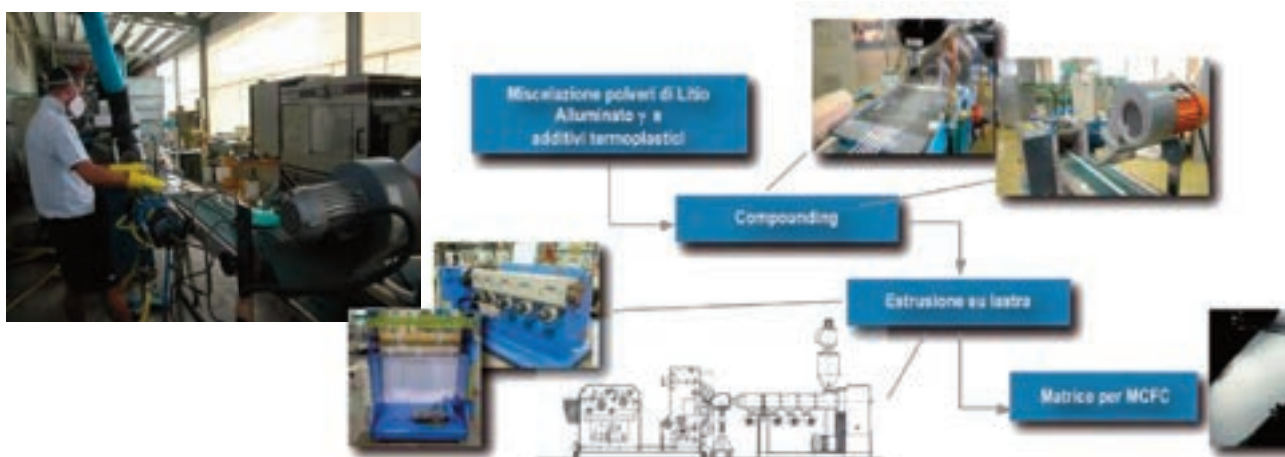 Miscelazione polveri di Litio
Alluminato γ e
additivi termoplastici
Compounding
Estrusione su lastra
Matrice per MCFC